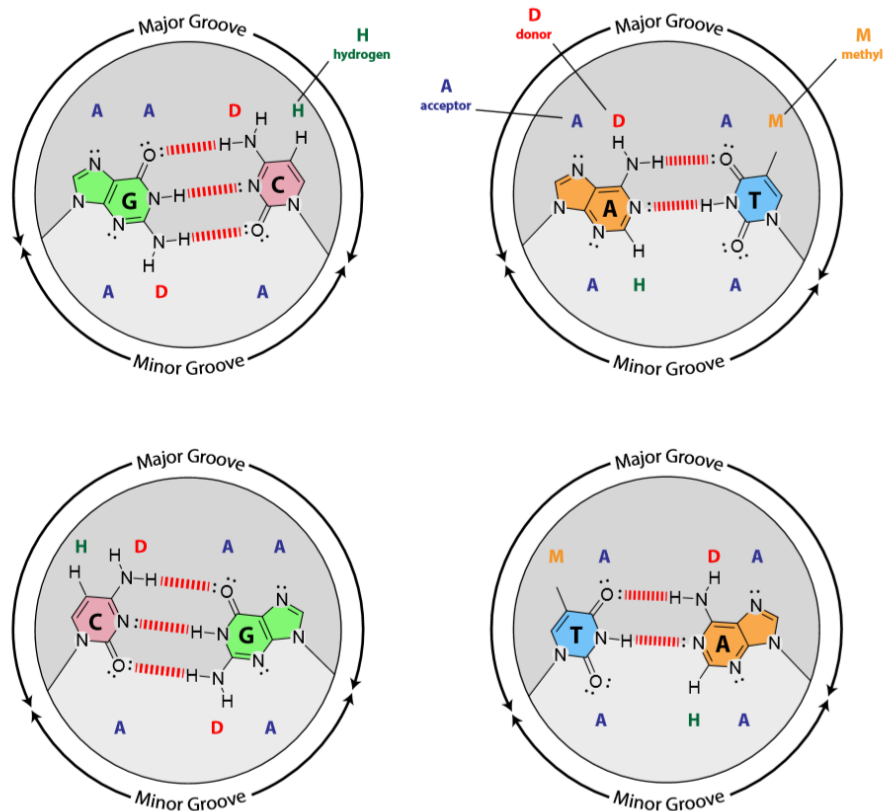 Major Groove
H
hydrogen
A A D H
H
H
O H N
N
G N H N C
N N
N H O
H
A D A
Minor Groove
D
donor
M
methyl
A
acceptor
Major Groove
A D A M
H
N H O
N
N A N H N T
N N
H O
A H A
Minor Groove
Major Groove
H D A A
H
H N H O N
C N H N G N
N N
O H N
H
A D A
Minor Groove
Major Groove
M A D A
H
O H N N
T N H N A N
N N
O H
A H A
Minor Groove